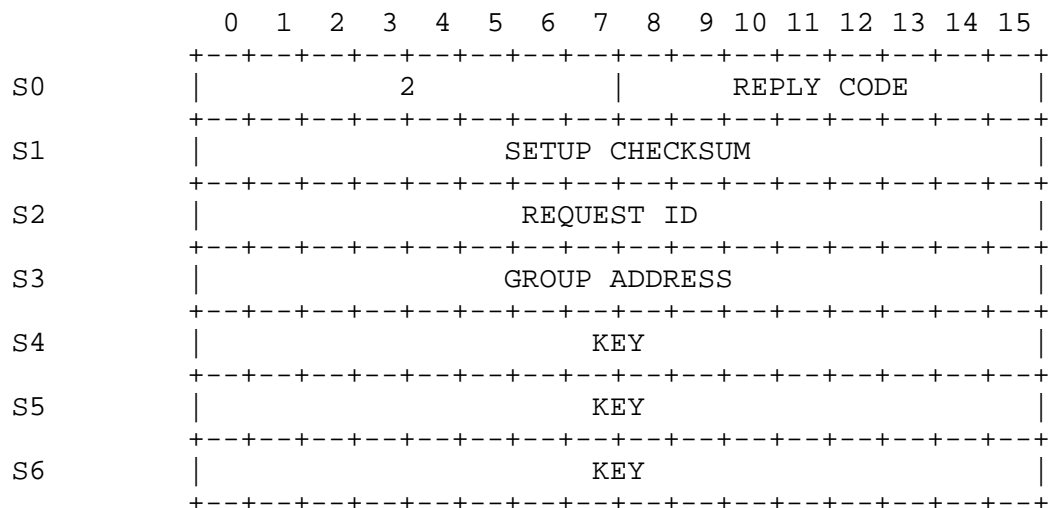 0 1 2 3 4 5 6 7 8 9 10 11 12 13 14 15
+--+--+--+--+--+--+--+--+--+--+--+--+--+--+--+--+
S0 | 2 | REPLY CODE |
+--+--+--+--+--+--+--+--+--+--+--+--+--+--+--+--+
S1 | SETUP CHECKSUM |
+--+--+--+--+--+--+--+--+--+--+--+--+--+--+--+--+
S2 | REQUEST ID |
+--+--+--+--+--+--+--+--+--+--+--+--+--+--+--+--+
S3 | GROUP ADDRESS |
+--+--+--+--+--+--+--+--+--+--+--+--+--+--+--+--+
S4 | KEY |
+--+--+--+--+--+--+--+--+--+--+--+--+--+--+--+--+
S5 | KEY |
+--+--+--+--+--+--+--+--+--+--+--+--+--+--+--+--+
S6 | KEY |
+--+--+--+--+--+--+--+--+--+--+--+--+--+--+--+--+